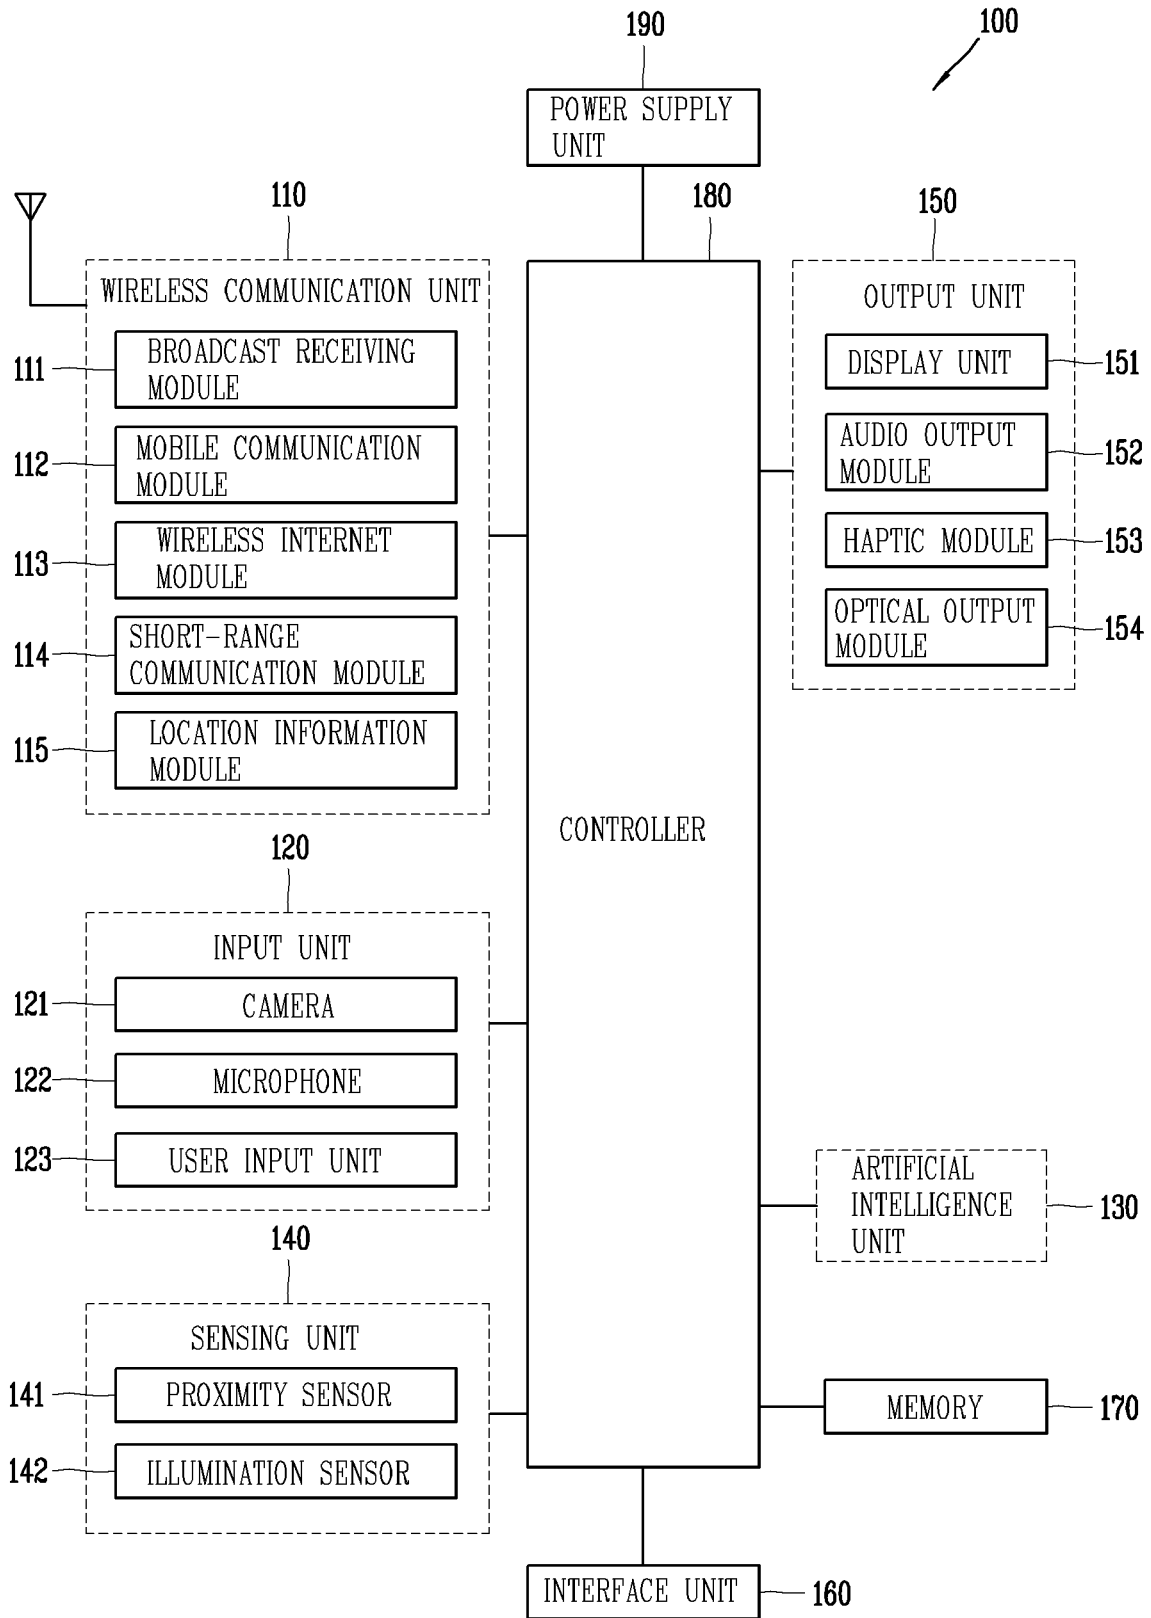 190
100
POWER SUPPLY
UNIT
110
180
150
WIRELESS COMMUNICATION UNIT
111
BROADCAST RECEIVING
MODULE
112
MOBILE COMMUNICATION
MODULE
113
WIRELESS INTERNET
MODULE
114
SHORT-RANGE
COMMUNICATION MODULE
115
LOCATION INFORMATION
MODULE
OUTPUT UNIT
DISPLAY UNIT
151
AUDIO OUTPUT
MODULE
152
HAPTIC MODULE
153
OPTICAL OUTPUT
MODULE
154
CONTROLLER
120
INPUT UNIT
121
CAMERA
122
MICROPHONE
123
USER INPUT UNIT
ARTIFICIAL
INTELLIGENCE
UNIT
130
140
SENSING UNIT
141
PROXIMITY SENSOR
142
ILLUMINATION SENSOR
MEMORY
170
INTERFACE UNIT
160